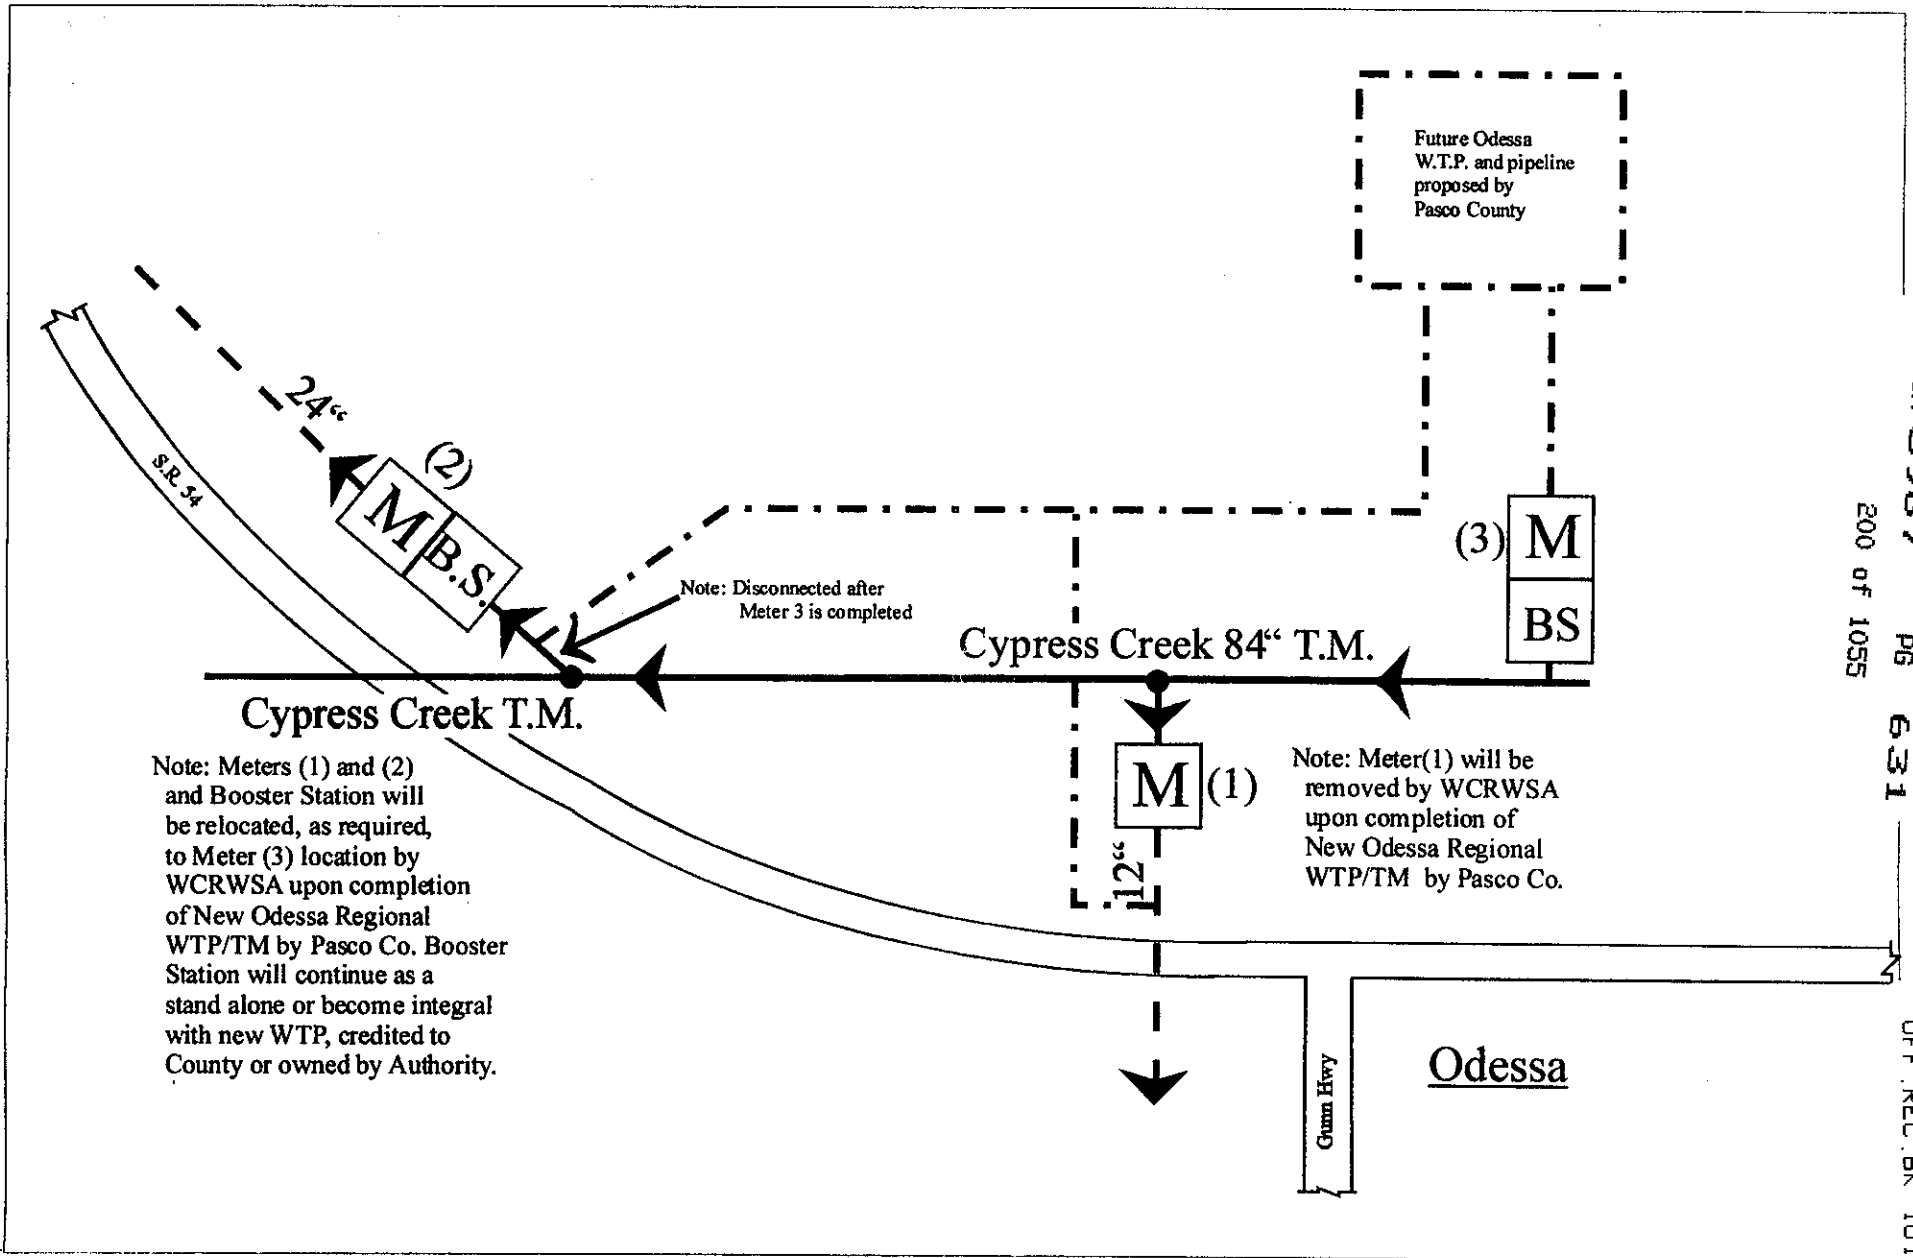 Future Odessa
W.T.P. and pipeline
proposed by
Pasco County
24“
(2)
S.R. 54
M
B.S.
(3)
M
BS
Note: Disconnected after
Meter 3 is completed
Cypress Creek 84“ T.M.
Cypress Creek T.M.
M
(1)
12“
Note: Meters (1) and (2)
and Booster Station will
be relocated, as required,
to Meter (3) location by
WCRWSA upon completion
of New Odessa Regional
WTP/TM by Pasco Co. Booster
Station will continue as a
stand alone or become integral
with new WTP, credited to
County or owned by Authority.
Note: Meter(1) will be
removed by WCRWSA
upon completion of
New Odessa Regional
WTP/TM by Pasco Co.
Odessa
Gunn Hwy
200 of 1055
PG 631